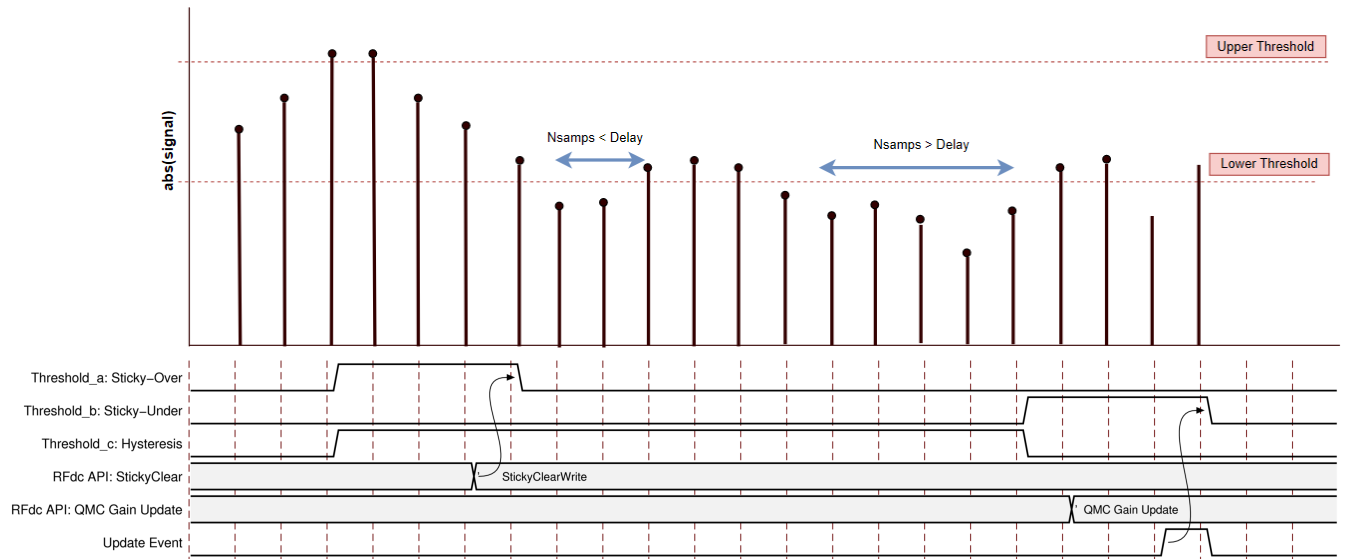 Upper Threshold
abs(signal)
Nsamps < Delay
Nsamps > Delay
Lower Threshold
Threshold_a: Sticky−Over
Threshold_b: Sticky−Under
Threshold_c: Hysteresis
RFdc API: StickyClear
StickyClearWrite
RFdc API: QMC Gain Update
QMC Gain Update
Update Event